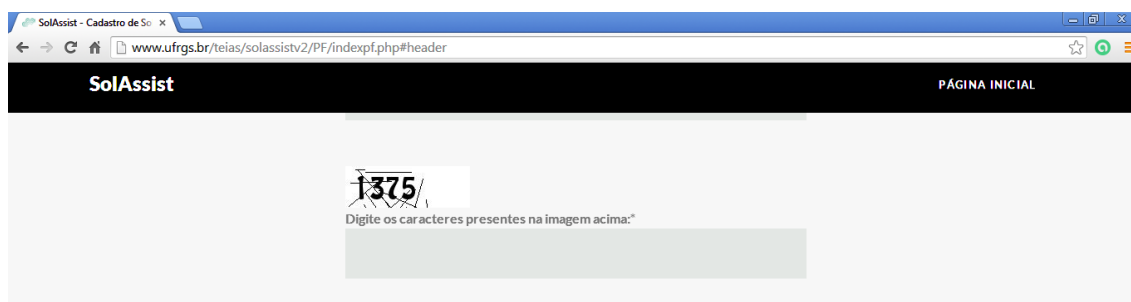 SolAssist - Cadastro de So
www.ufrgs.br/teias/solassistv2/PF/indexpf.php#header
SolAssist PÁGINA INICIAL
1375
Digite os caracteres presentes na imagem acima:*